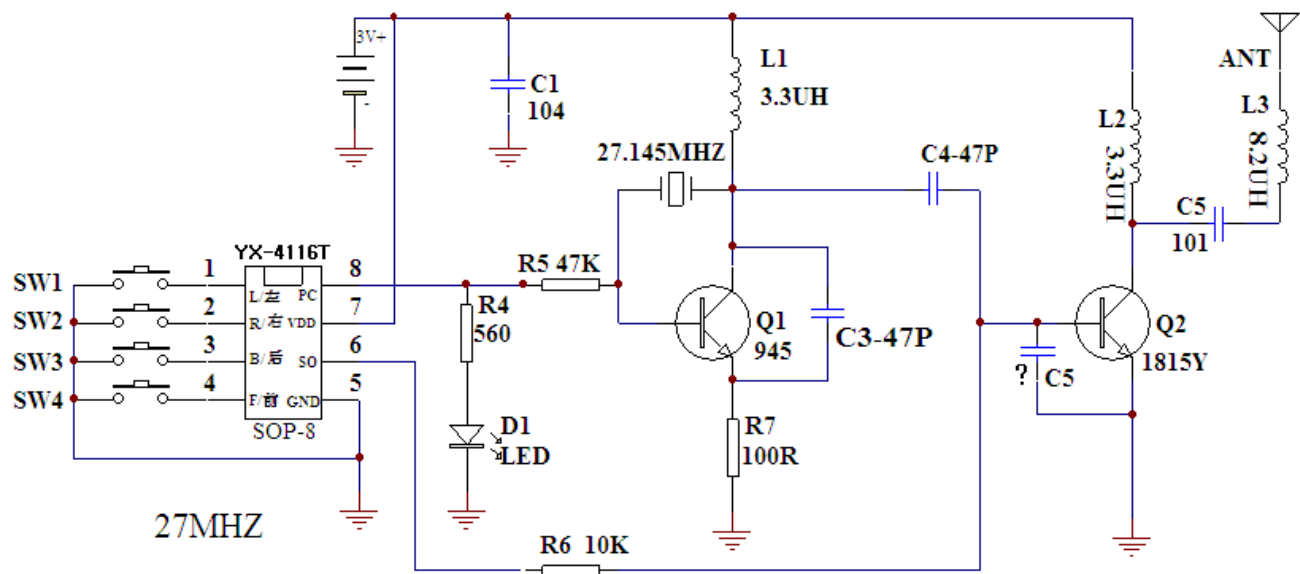 3V+
-
C1
104
L1
3.3UH
ANT
L3
8.2UH
L2
3.3UH
27.145MHZ
C4-47P
C5
101
YX-4116T
SW1
1
L/左
PC
8
R5 47K
SW2
2
R/右
VDD
7
R4
560
SW3
3
B/后
SO
6
Q1
945
C3-47P
Q2
1815Y
SW4
4
F/前
GND
5
?
C5
SOP-8
D1
LED
R7
100R
27MHZ
R6 10K